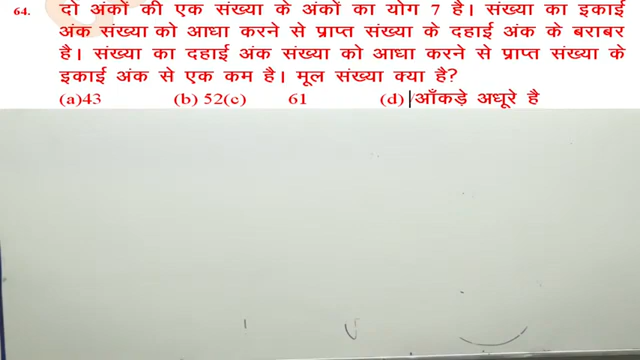 64. दो अंकों की एक संख्या के अंकों का योग 7 है। संख्या का इकाई
अंक संख्या को आधा करने से प्राप्त संख्या के दहाई अंक के बराबर
है। संख्या का दहाई अंक संख्या को आधा करने से प्राप्त संख्या के
इकाई अंक से एक कम है। मूल संख्या क्या है?
(a)43 (b) 52(c) 61 (d) /आँकड़े अधूरे है